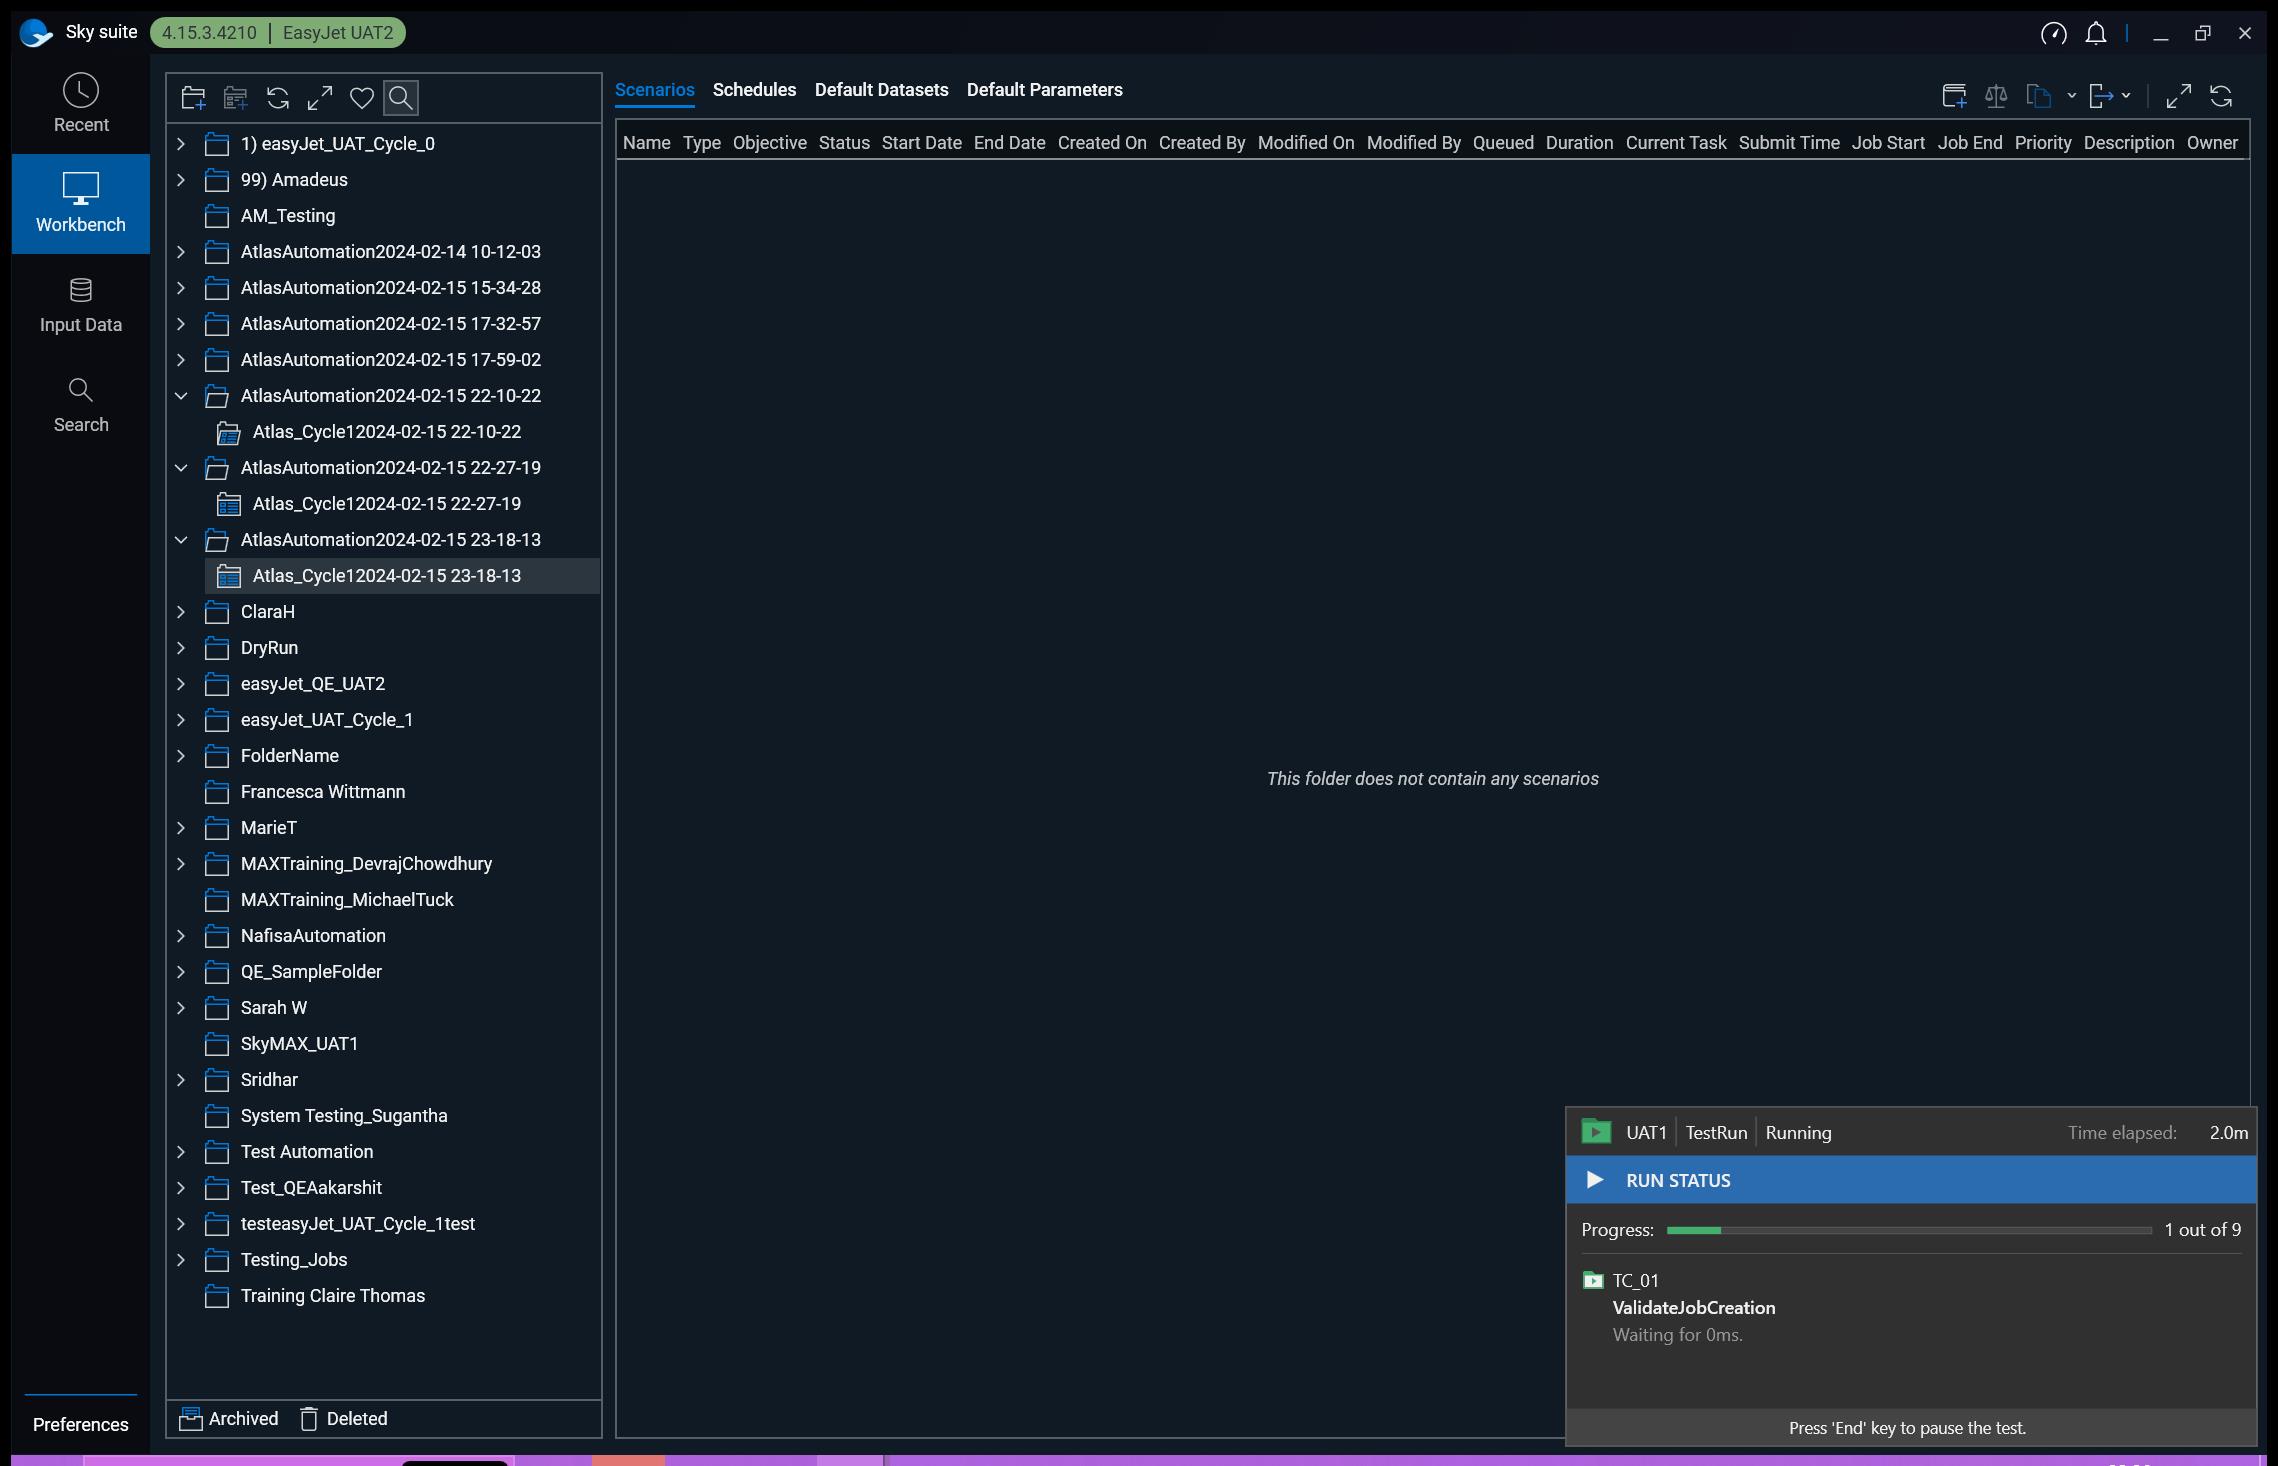 Sky suite 4.15.3.4210 | EasyJet UAT2
Recent
Workbench
Input Data
Search
Preferences
1) easyJet_UAT_Cycle_0
99) Amadeus
AM_Testing
AtlasAutomation2024-02-14 10-12-03
AtlasAutomation2024-02-15 15-34-28
AtlasAutomation2024-02-15 17-32-57
AtlasAutomation2024-02-15 17-59-02
AtlasAutomation2024-02-15 22-10-22
Atlas_Cycle12024-02-15 22-10-22
AtlasAutomation2024-02-15 22-27-19
Atlas_Cycle12024-02-15 22-27-19
AtlasAutomation2024-02-15 23-18-13
Atlas_Cycle12024-02-15 23-18-13
ClaraH
DryRun
easyJet_QE_UAT2
easyJet_UAT_Cycle_1
FolderName
Francesca Wittmann
MarieT
MAXTraining_DevrajChowdhury
MAXTraining_MichaelTuck
NafisaAutomation
QE_SampleFolder
Sarah W
SkyMAX_UAT1
Sridhar
System Testing_Sugantha
Test Automation
Test_QEAakarshit
testeasyJet_UAT_Cycle_1test
Testing_Jobs
Training Claire Thomas
Archived Deleted
Scenarios Schedules Default Datasets Default Parameters
Name Type Objective Status Start Date End Date Created On Created By Modified On Modified By Queued Duration Current Task Submit Time Job Start Job End Priority Description Owner
This folder does not contain any scenarios
UAT1 TestRun Running Time elapsed: 2.0m
RUN STATUS
Progress: 1 out of 9
TC_01
ValidateJobCreation
Waiting for 0ms.
Press 'End' key to pause the test.